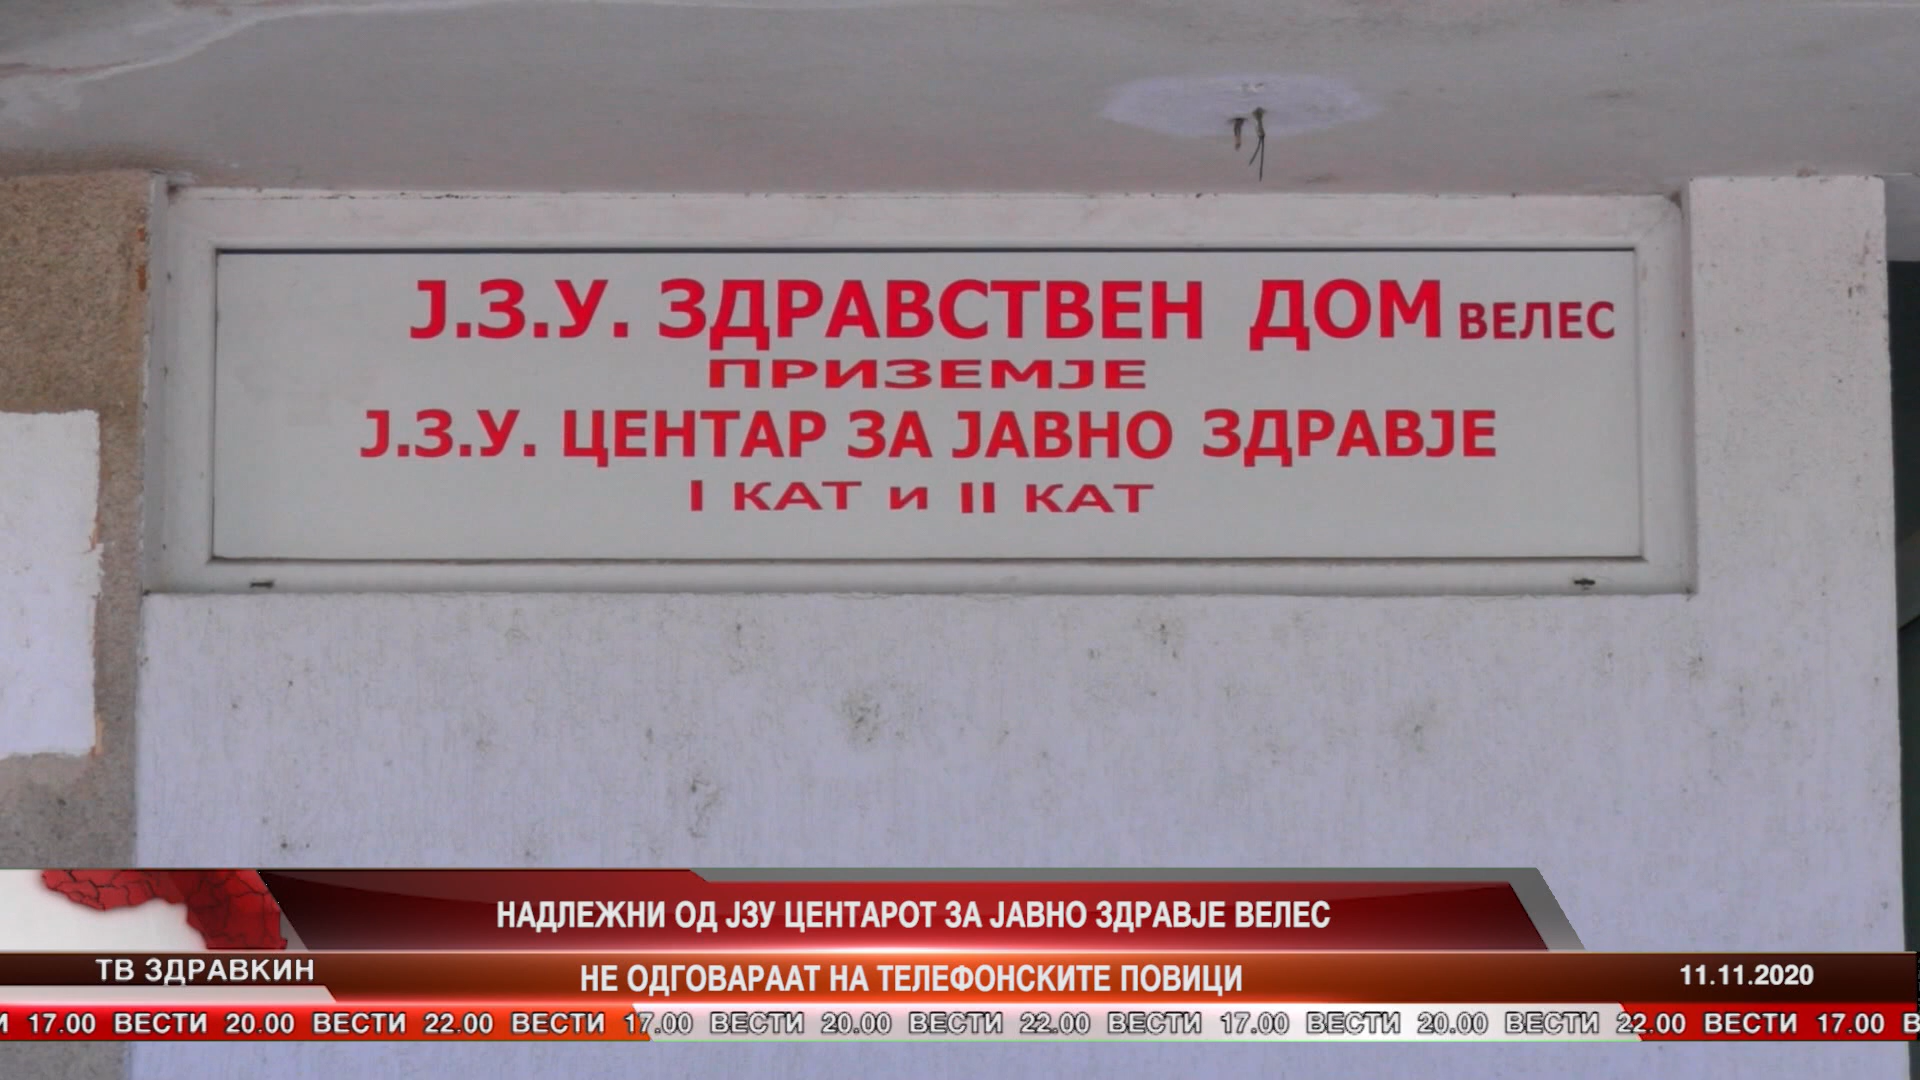 Ј.З.У. ЗДРАВСТВЕН ДОМ ВЕЛЕС
ПРИЗЕМЈЕ
Ј.З.У. ЦЕНТАР ЗА ЈАВНО ЗДРАВЈЕ
I КАТ и II КАТ
НАДЛЕЖНИ ОД ЈЗУ ЦЕНТАРОТ ЗА ЈАВНО ЗДРАВЈЕ ВЕЛЕС
ТВ ЗДРАВКИН
НЕ ОДГОВАРААТ НА ТЕЛЕФОНСКИТЕ ПОВИЦИ
11.11.2020
И 17.00 ВЕСТИ 20.00 ВЕСТИ 22.00 ВЕСТИ 17.00 ВЕСТИ 20.00 ВЕСТИ 22.00 ВЕСТИ 17.00 ВЕСТИ 20.00 ВЕСТИ 22.00 ВЕСТИ 17.00 В